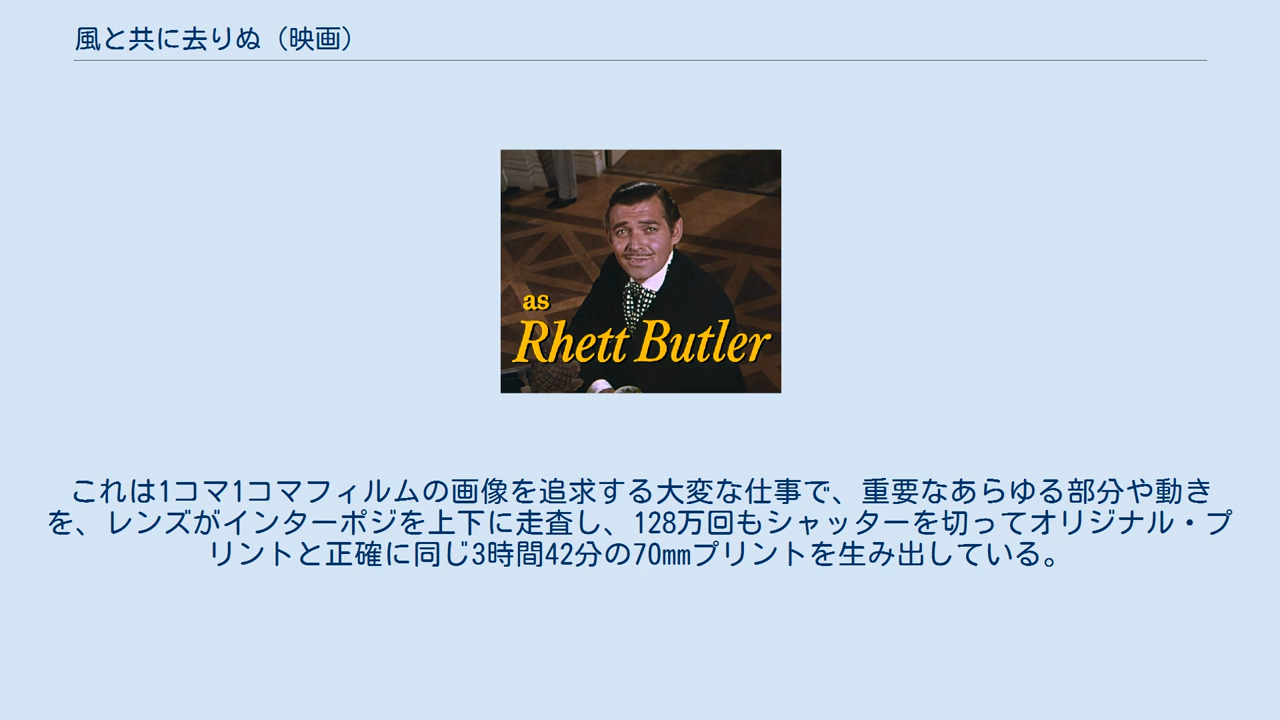 風と共に去りぬ（映画）
as
Rhett Butler
これは1コマ1コマフィルムの画像を追求する大変な仕事で、重要なあらゆる部分や動き
を、レンズがインターポジを上下に走査し、128万回もシャッターを切ってオリジナル・プ
リントと正確に同じ3時間42分の70㎜プリントを生み出している。